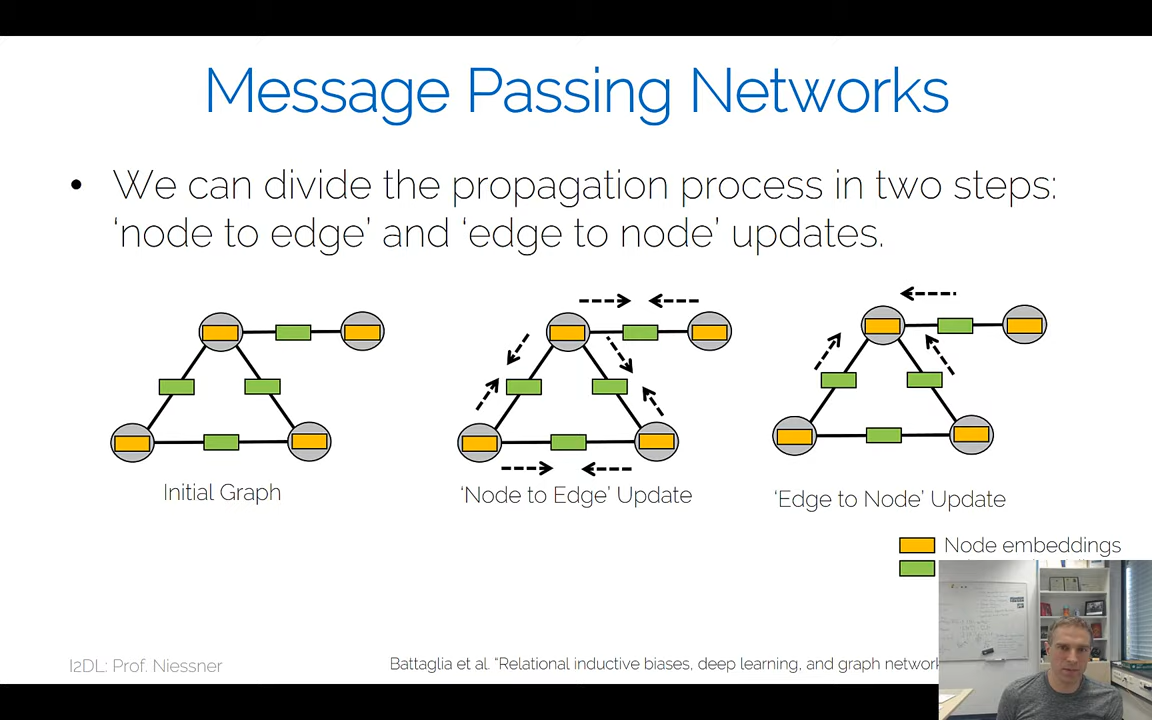 Message Passing Networks
• We can divide the propagation process in two steps:
‘node to edge’ and ‘edge to node’ updates.
Initial Graph
‘Node to Edge’ Update
‘Edge to Node’ Update
Node embeddings
I2DL: Prof. Niessner
Battaglia et al. “Relational inductive biases, deep learning, and graph